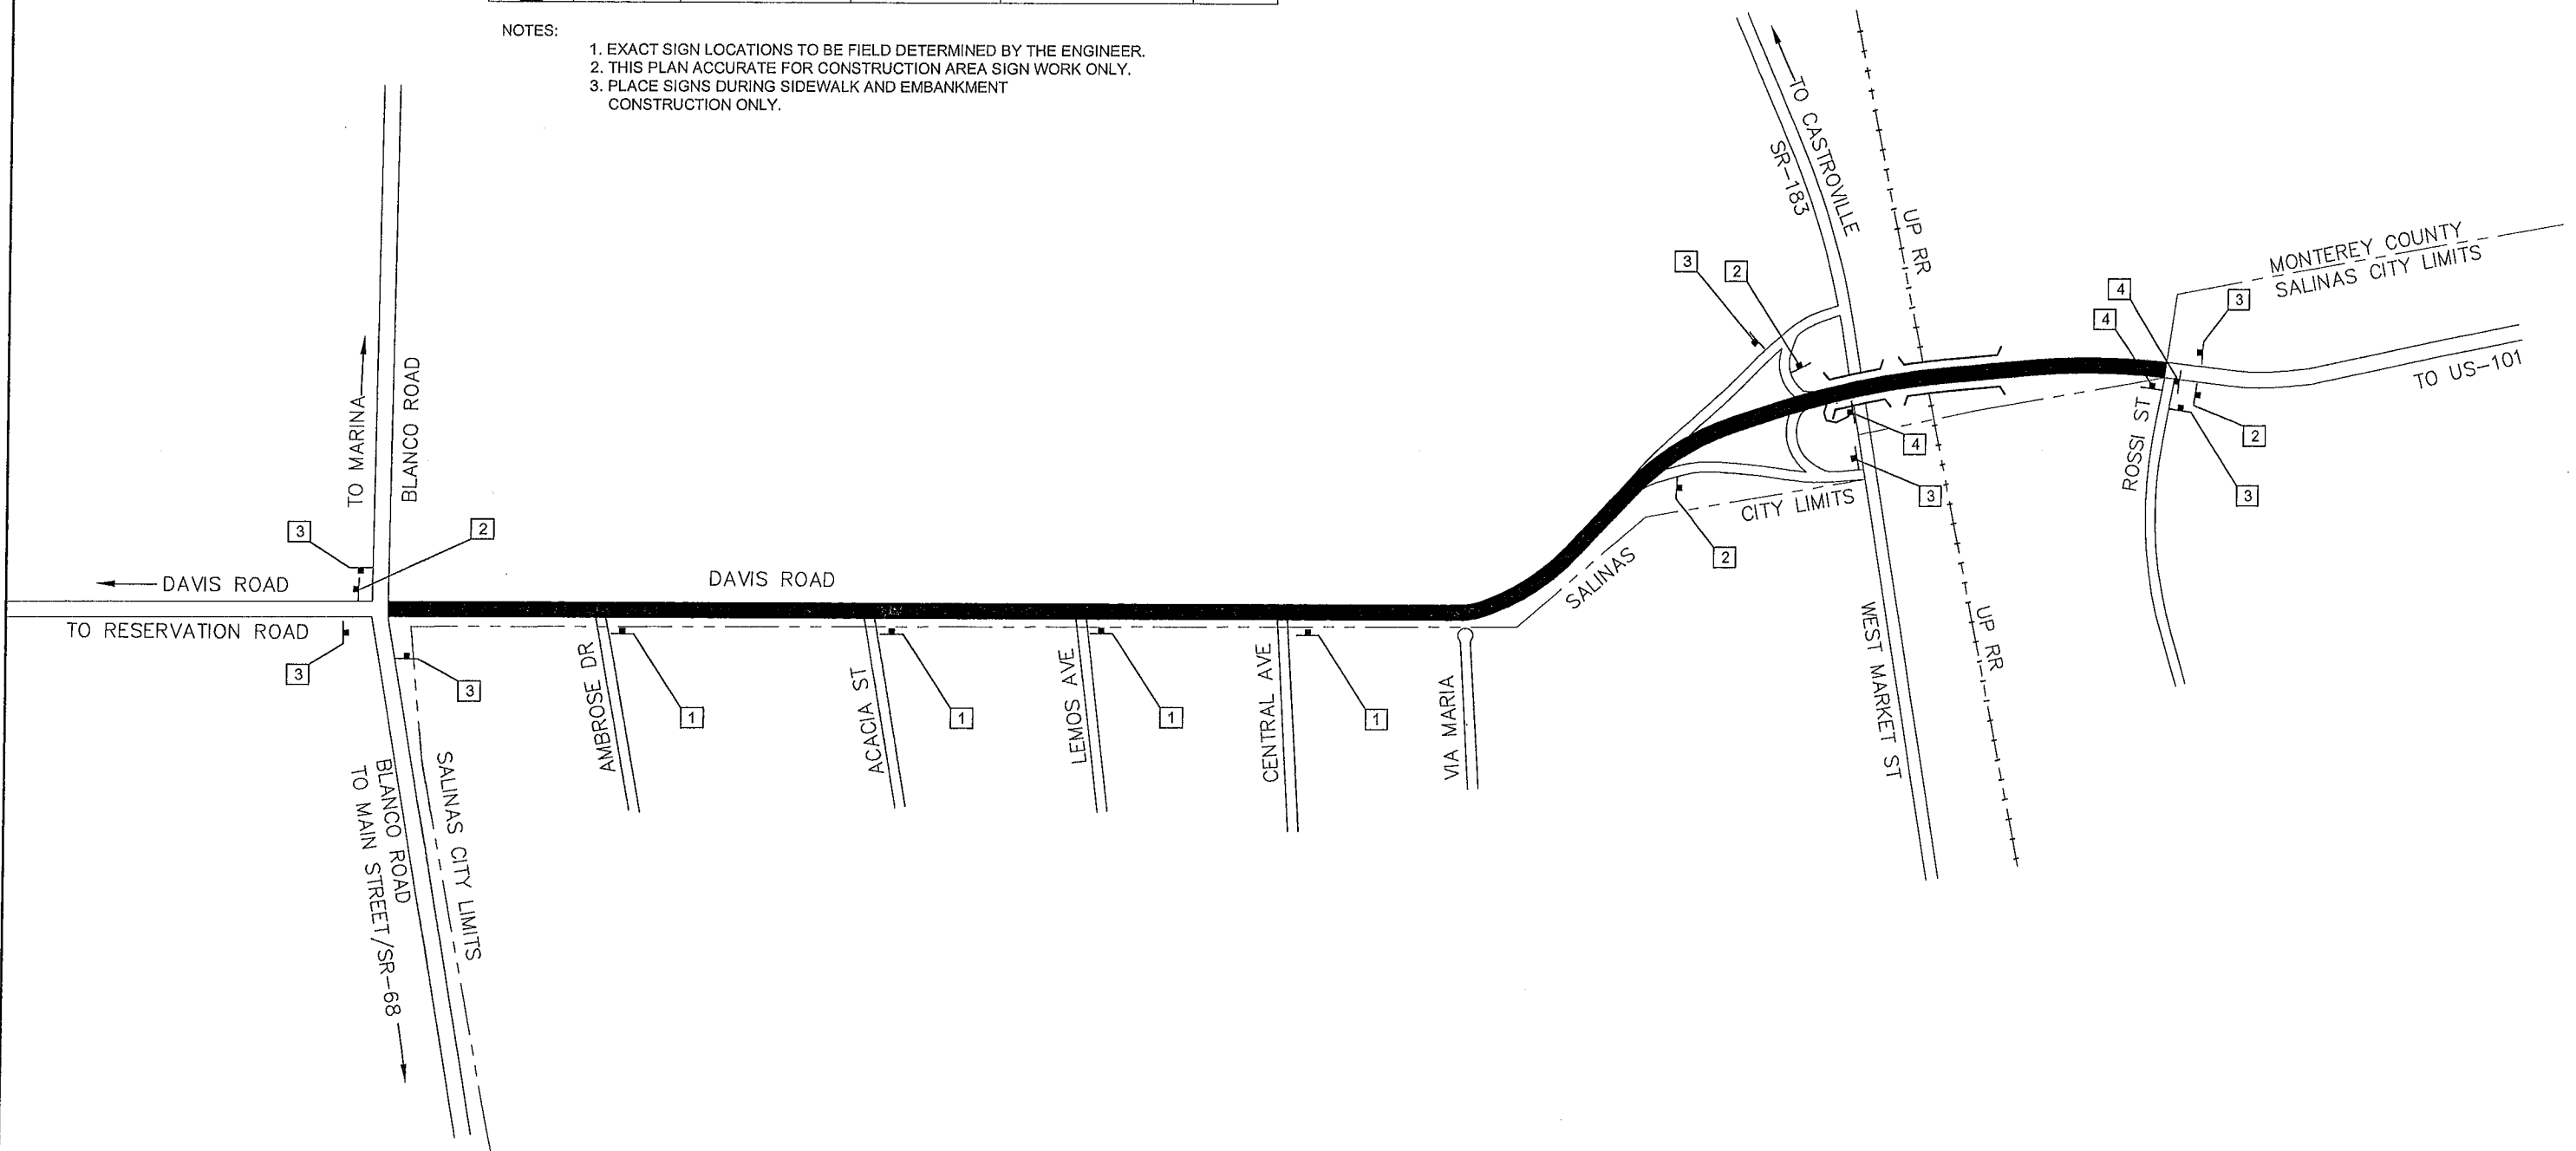 NOTES:
1. EXACT SIGN LOCATIONS TO BE FIELD DETERMINED BY THE ENGINEER.
2. THIS PLAN ACCURATE FOR CONSTRUCTION AREA SIGN WORK ONLY.
3. PLACE SIGNS DURING SIDEWALK AND EMBANKMENT
CONSTRUCTION ONLY.
TO CASTROVILLE
SR-183
UP RR
MONTEREY COUNTY
SALINAS CITY LIMITS
TO US-101
3
2
4
4
3
2
3
4
3
2
ROSSI ST
CITY LIMITS
SALINAS
TO MARINA
BLANCO ROAD
3
2
DAVIS ROAD
DAVIS ROAD
TO RESERVATION ROAD
3
3
AMBROSE DR
1
ACACIA ST
1
LEMOS AVE
1
CENTRAL AVE
1
VIA MARIA
WEST MARKET ST
UP RR
SALINAS CITY LIMITS
BLANCO ROAD
TO MAIN STREET/SR-68